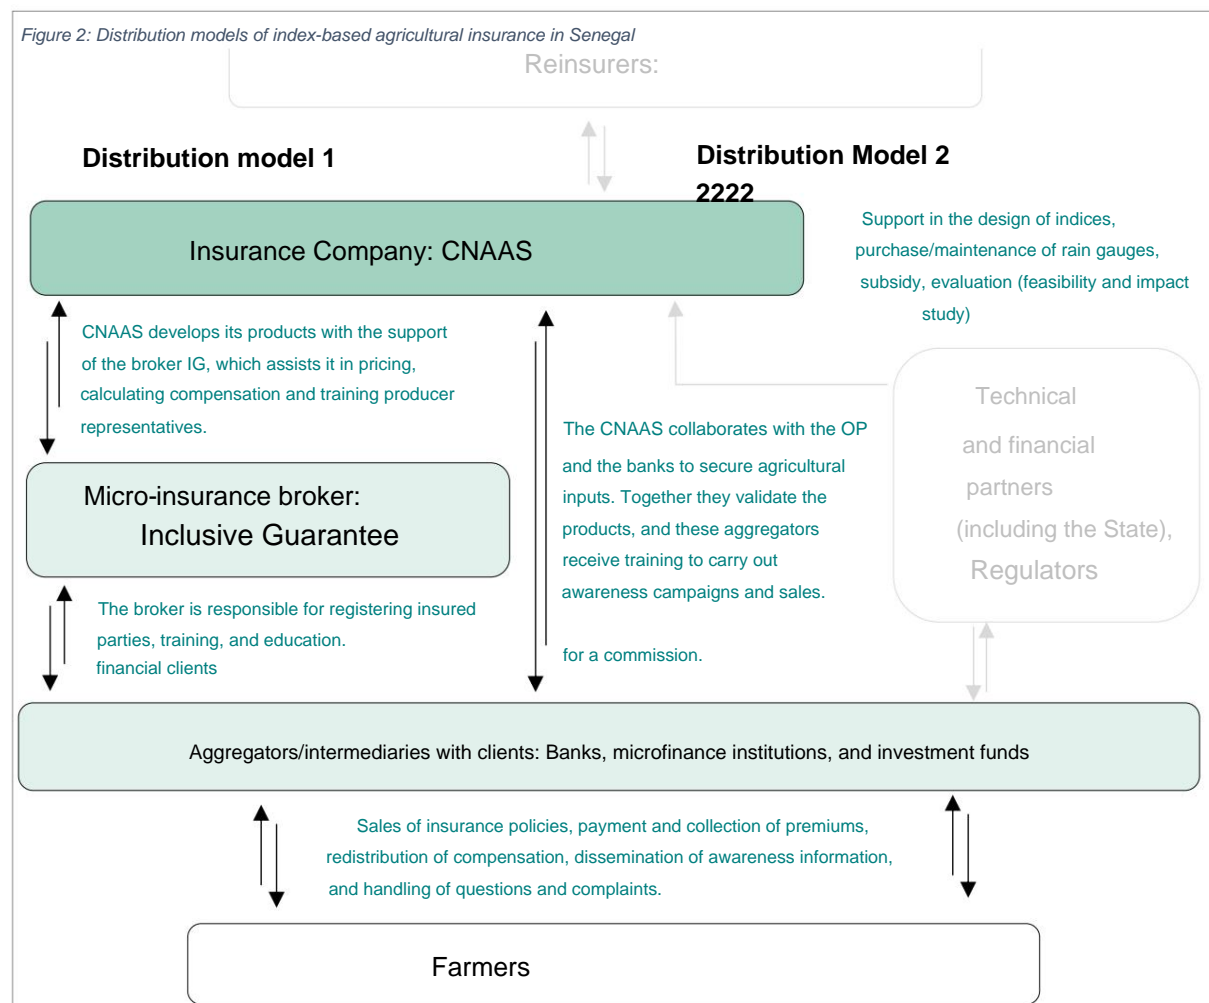 Figure 2: Distribution models of index-based agricultural insurance in Senegal
Reinsurers:
Distribution model 1
Distribution Model 2
2222
Insurance Company: CNAAS
Support in the design of indices,
purchase/maintenance of rain gauges,
subsidy, evaluation (feasibility and impact
study)
CNAAS develops its products with the support
of the broker IG, which assists it in pricing,
calculating compensation and training producer
representatives.
The CNAAS collaborates with the OP
and the banks to secure agricultural
inputs. Together they validate the
products, and these aggregators
receive training to carry out
awareness campaigns and sales.
for a commission.
Technical
and financial
partners
(including the State),
Regulators
Micro-insurance broker:
Inclusive Guarantee
The broker is responsible for registering insured
parties, training, and education.
financial clients
Aggregators/intermediaries with clients: Banks, microfinance institutions, and investment funds
Sales of insurance policies, payment and collection of premiums,
redistribution of compensation, dissemination of awareness information,
and handling of questions and complaints.
Farmers